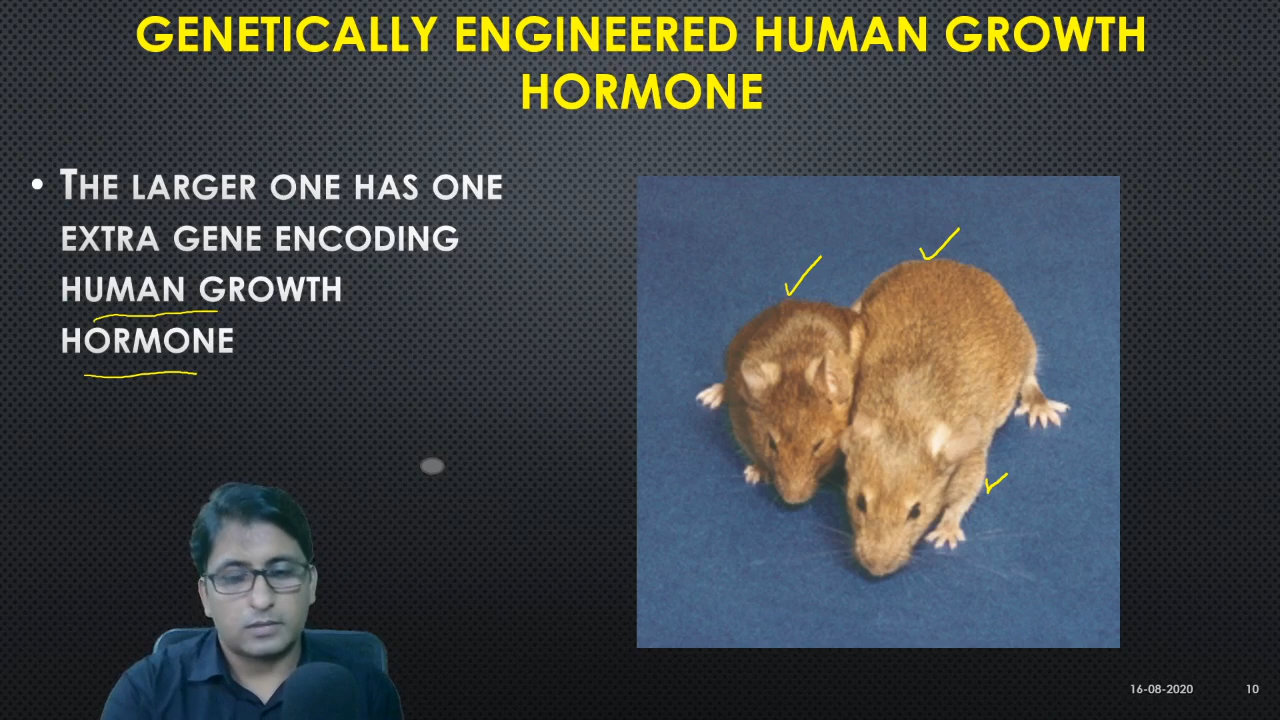 GENETICALLY ENGINEERED HUMAN GROWTH
HORMONE
• THE LARGER ONE HAS ONE
EXTRA GENE ENCODING
HUMAN GROWTH
HORMONE
16-08-2020 10